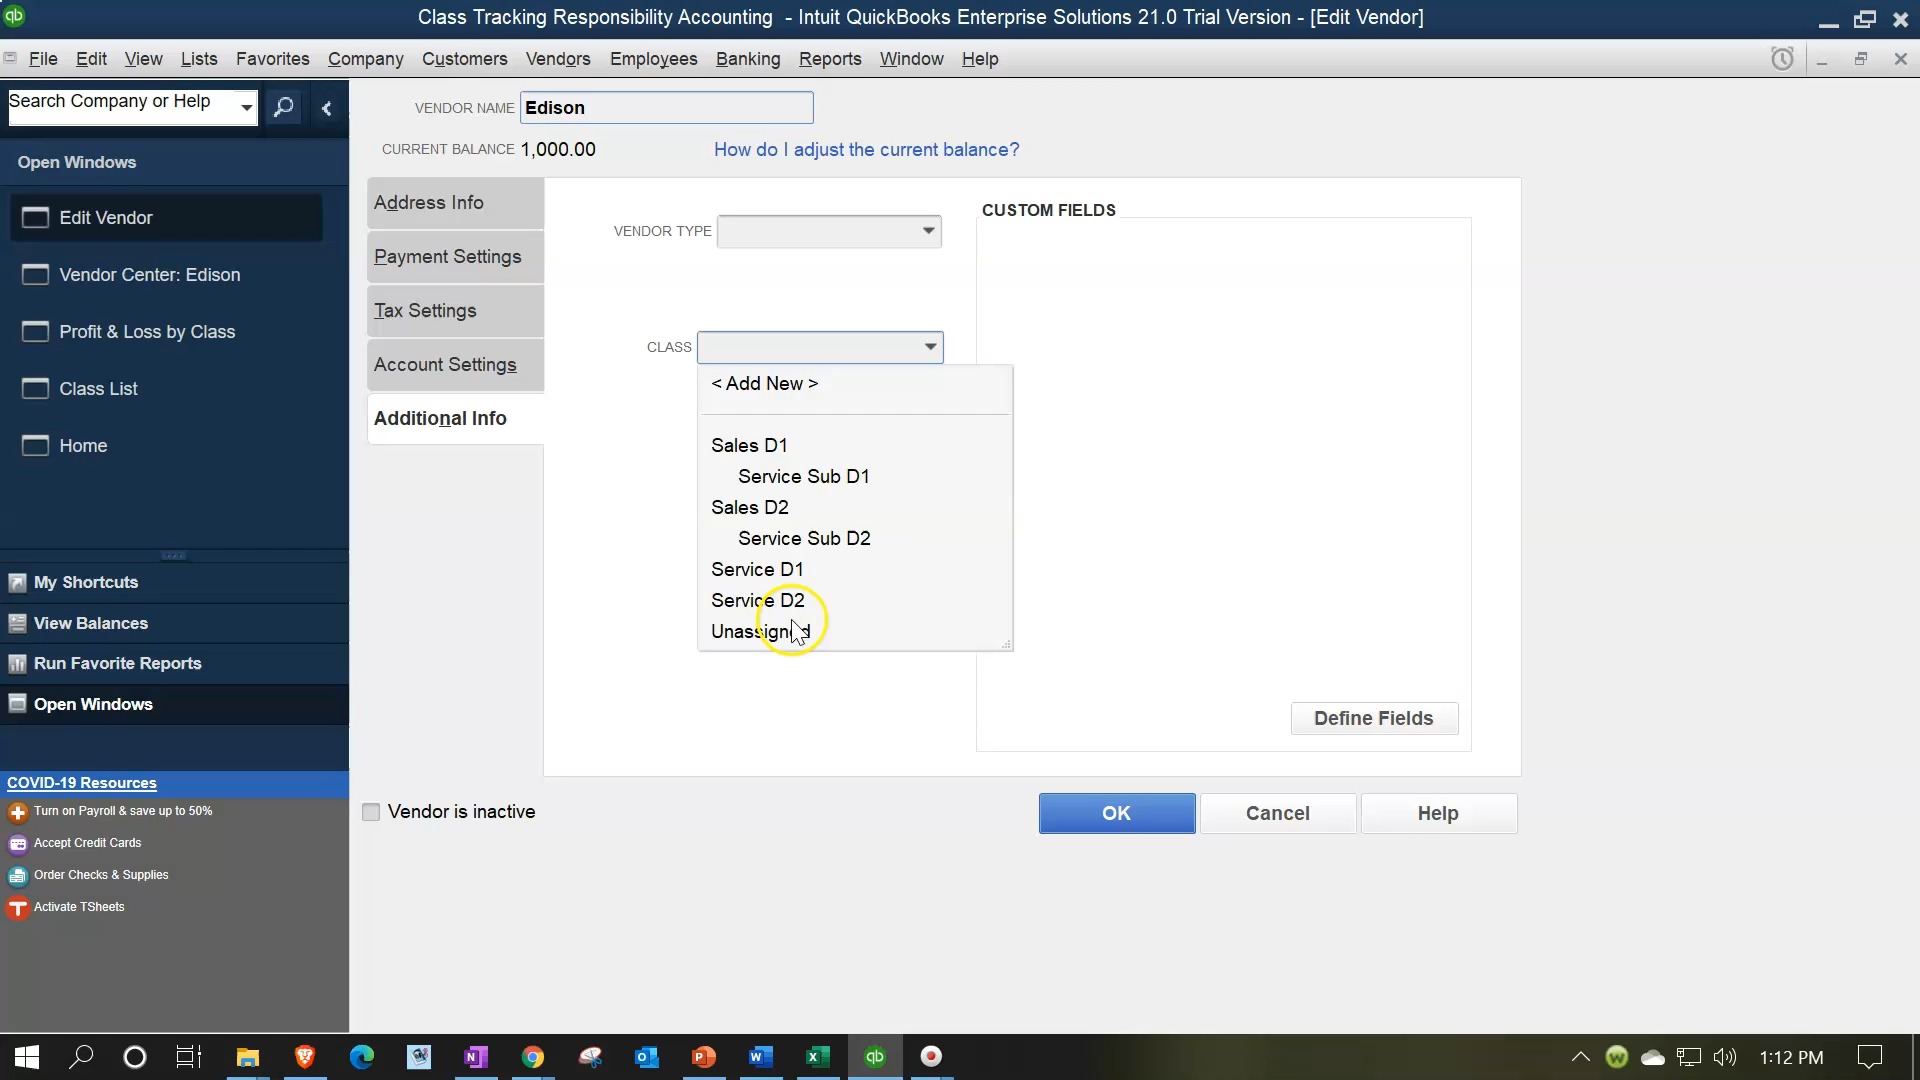 Class Tracking Responsibility Accounting - Intuit QuickBooks Enterprise Solutions 21.0 Trial Version - [Edit Vendor]
File Edit View Lists Favorites Company Customers Vendors Employees Banking Reports Window Help
Search Company or Help
Open Windows
Edit Vendor
Vendor Center: Edison
Profit & Loss by Class
Class List
Home
My Shortcuts
View Balances
Run Favorite Reports
Open Windows
COVID-19 Resources
Turn on Payroll & save up to 50%
Accept Credit Cards
Order Checks & Supplies
Activate TSheets
VENDOR NAME Edison
CURRENT BALANCE 1,000.00 How do I adjust the current balance?
Address Info
Payment Settings
Tax Settings
Account Settings
Additional Info
VENDOR TYPE
CLASS
< Add New >
Sales D1
Service Sub D1
Sales D2
Service Sub D2
Service D1
Service D2
Unassigned
CUSTOM FIELDS
Define Fields
Vendor is inactive
OK Cancel Help
1:12 PM